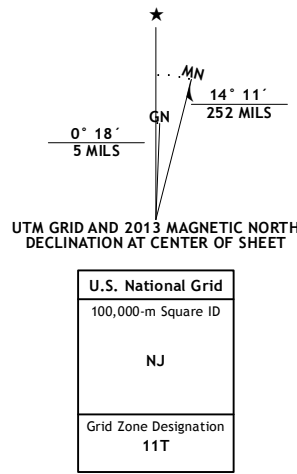 MN
GN
0° 18´
5 MILS
14° 11´
252 MILS
UTM GRID AND 2013 MAGNETIC NORTH
DECLINATION AT CENTER OF SHEET
U.S. National Grid
100,000-m Square ID
NJ
Grid Zone Designation
11T